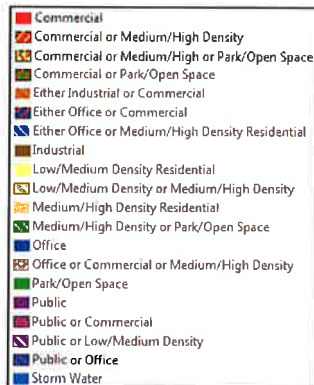 Commercial
Commercial or Medium/High Density
Commercial or Medium/High or Park/Open Space
Commercial or Park/Open Space
Either Industrial or Commercial
Either Office or Commercial
Either Office or Medium/High Density Residential
Industrial
Low/Medium Density Residential
Low/Medium Density or Medium/High Density
Medium/High Density Residential
Medium/High Density or Park/Open Space
Office
Office or Commercial or Medium/High Density
Park/Open Space
Public
Public or Commercial
Public or Low/Medium Density
Public or Office
Storm Water